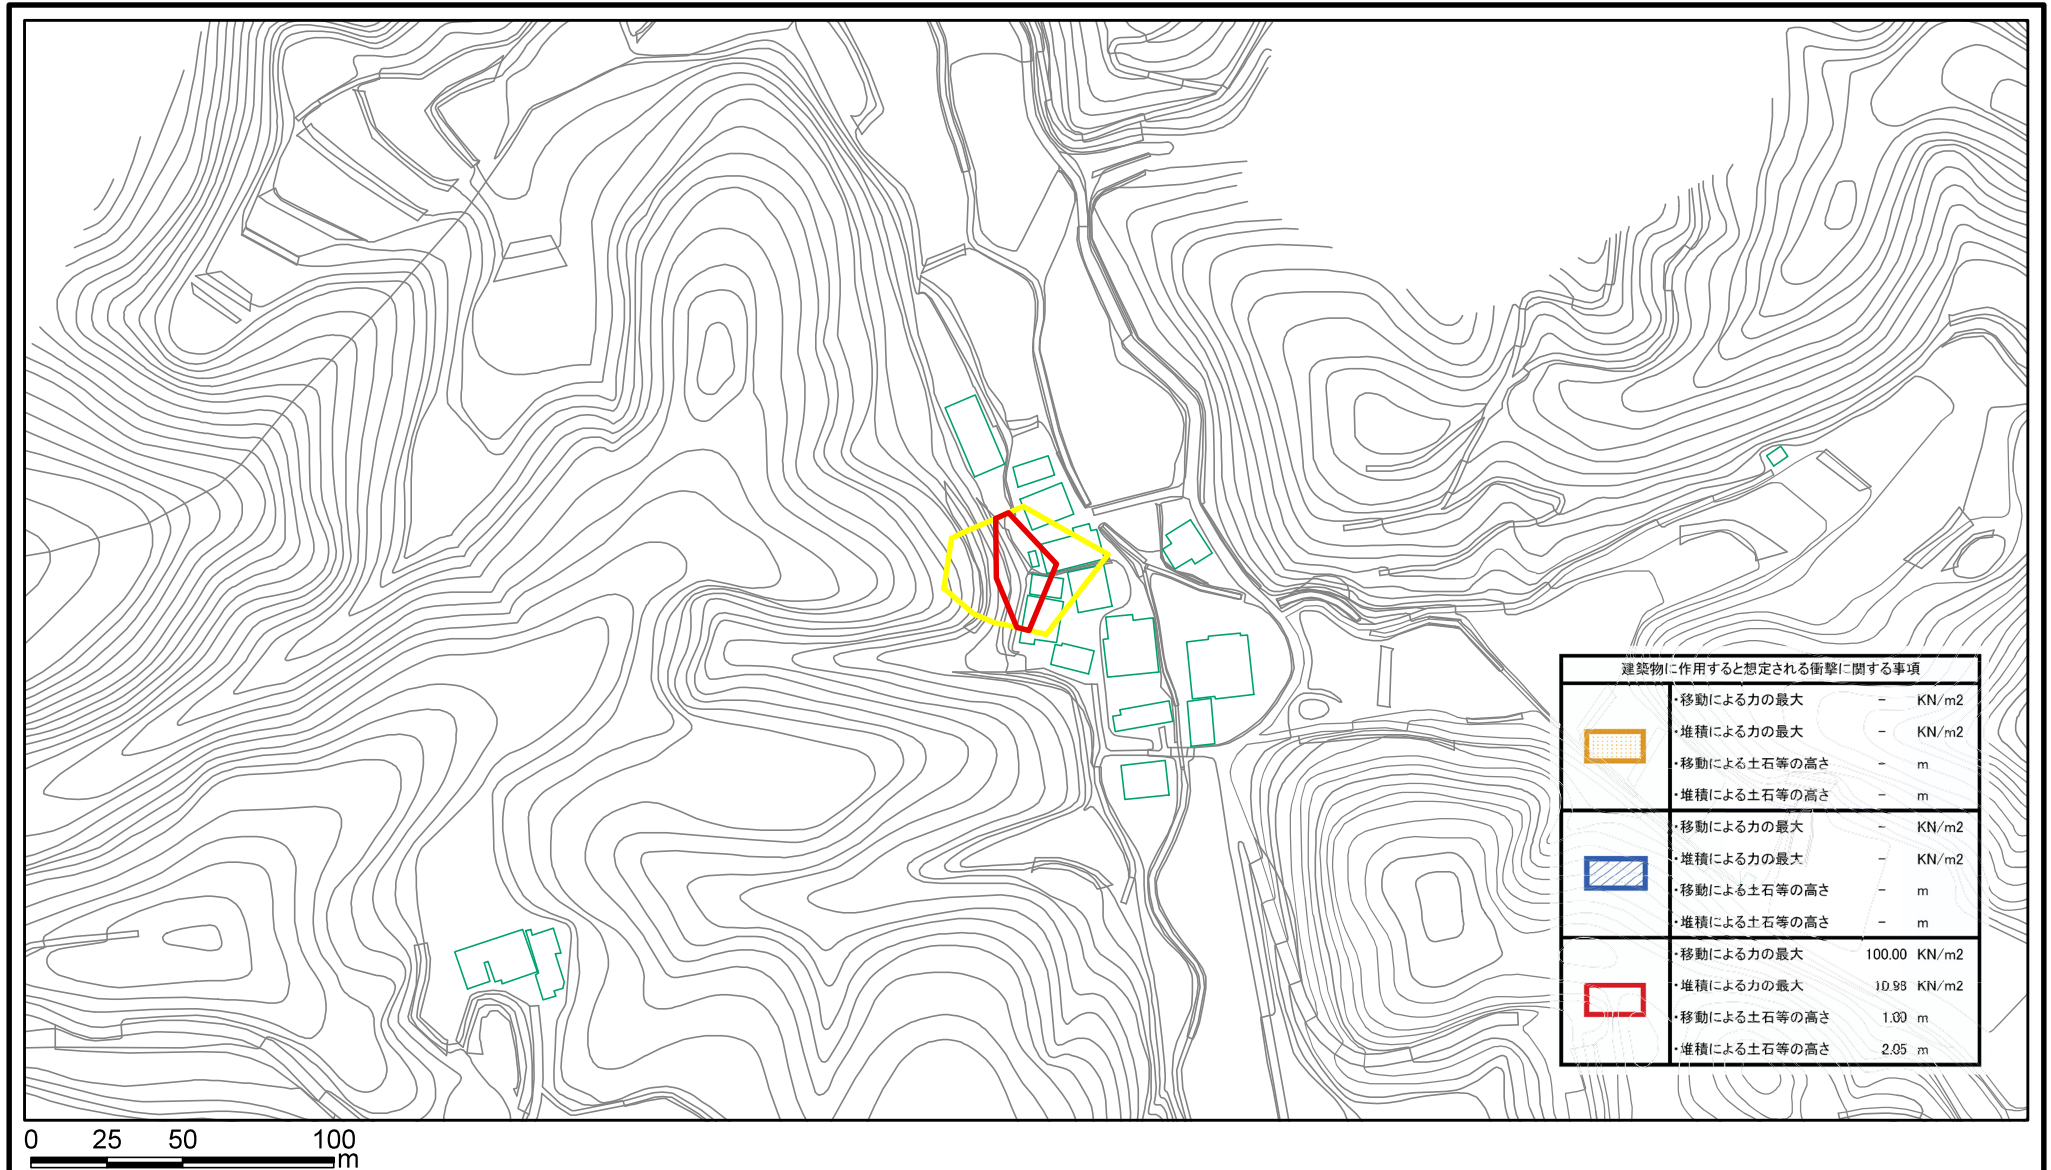 建築物に作用すると想定される衝撃に関する事項
・移動による力の最大 - KN/m2
・堆積による力の最大 - KN/m2
・移動による土石等の高さ - m
・堆積による土石等の高さ - m
・移動による力の最大 - KN/m2
・堆積による力の最大 - KN/m2
・移動による土石等の高さ - m
・堆積による土石等の高さ - m
・移動による力の最大 100.00 KN/m2
・堆積による力の最大 10.98 KN/m2
・移動による土石等の高さ 1.00 m
・堆積による土石等の高さ 2.05 m
0 25 50 100
m